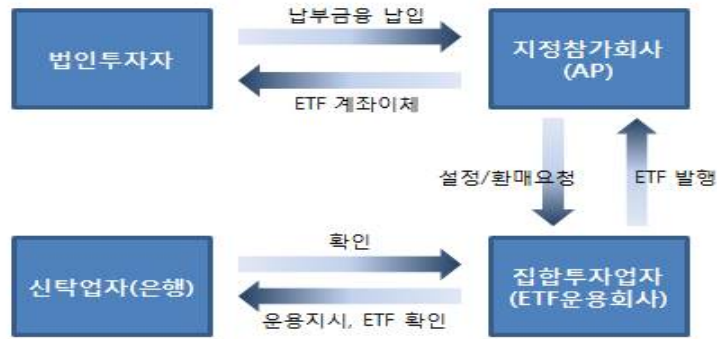 납부금융 납입
법인투자자
지정참가회사
(AP)
ETF 계좌이체
설정/환매요청
ETF 발행
확인
신탁업자(은행)
집합투자업자
(ETF운용회사)
운용지시, ETF 확인